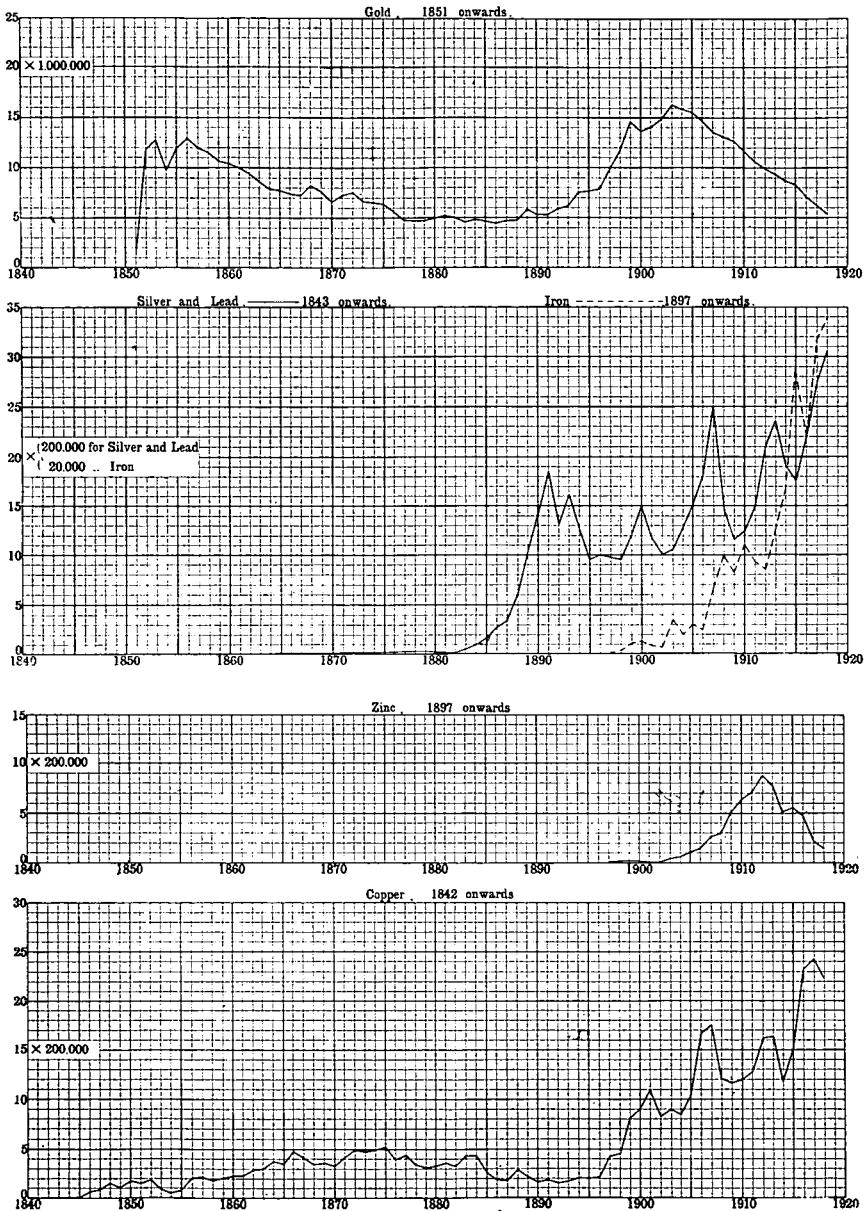 Gold. 1851 onwards.
25
20
× 1.000.000
15
10
5
0
1840 1850 1860 1870 1880 1890 1900 1910 1920
Silver and Lead. 1843 onwards. Iron 1897 onwards.
35
30
25
20
× { 200.000 for Silver and Lead
{ 20.000 .. Iron
15
10
5
0
1840 1850 1860 1870 1880 1890 1900 1910 1920
Zinc. 1897 onwards
15
10
× 200.000
5
0
1840 1850 1860 1870 1880 1890 1900 1910 1920
Copper. 1842 onwards
30
25
20
15
× 200.000
10
5
0
1840 1850 1860 1870 1880 1890 1900 1910 1920